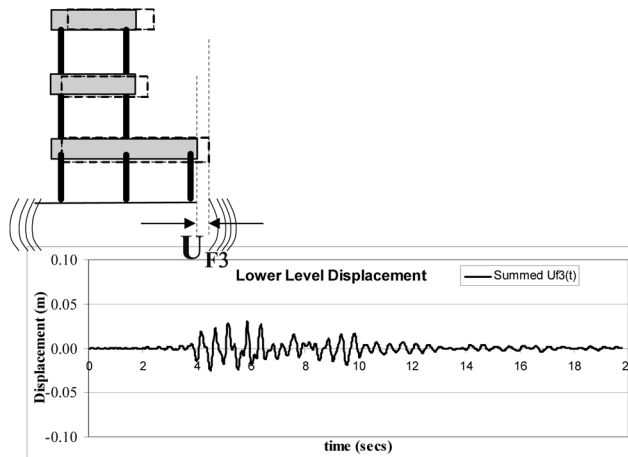 U F3
Lower Level Displacement
Summed Uf3(t)
Displacement (m)
0.10
0.05
0.00
-0.05
-0.10
0 2 4 6 8 10 12 14 16 18 2
time (secs)